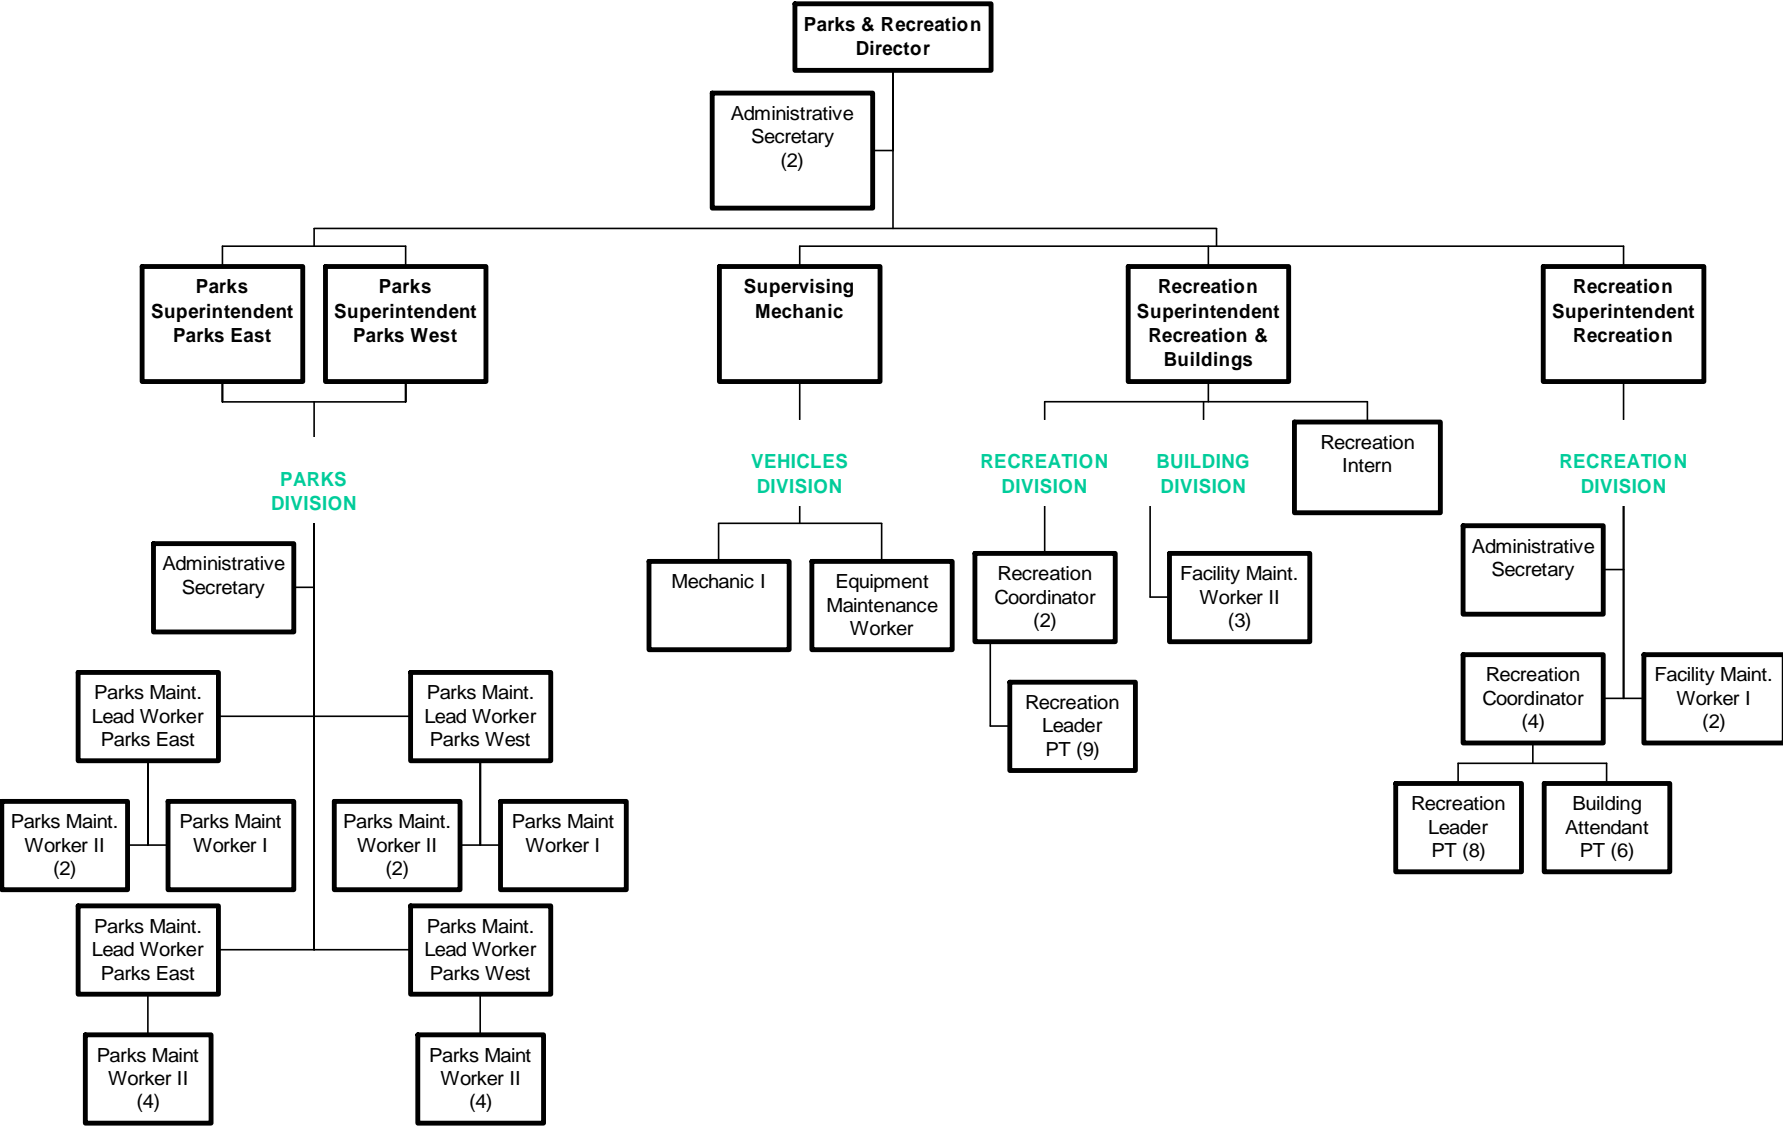 Parks & Recreation
Director
Administrative
Secretary
(2)
Parks
Superintendent
Parks East
Parks
Superintendent
Parks West
Supervising
Mechanic
Recreation
Superintendent
Recreation &
Buildings
Recreation
Superintendent
Recreation
PARKS
DIVISION
VEHICLES
DIVISION
RECREATION
DIVISION
BUILDING
DIVISION
Recreation
Intern
RECREATION
DIVISION
Administrative
Secretary
Mechanic I
Equipment
Maintenance
Worker
Recreation
Coordinator
(2)
Facility Maint.
Worker II
(3)
Administrative
Secretary
Parks Maint.
Lead Worker
Parks East
Parks Maint.
Lead Worker
Parks West
Recreation
Leader
PT (9)
Recreation
Coordinator
(4)
Facility Maint.
Worker I
(2)
Parks Maint.
Worker II
(2)
Parks Maint
Worker I
Parks Maint.
Worker II
(2)
Parks Maint
Worker I
Recreation
Leader
PT (8)
Building
Attendant
PT (6)
Parks Maint.
Lead Worker
Parks East
Parks Maint.
Lead Worker
Parks West
Parks Maint
Worker II
(4)
Parks Maint
Worker II
(4)